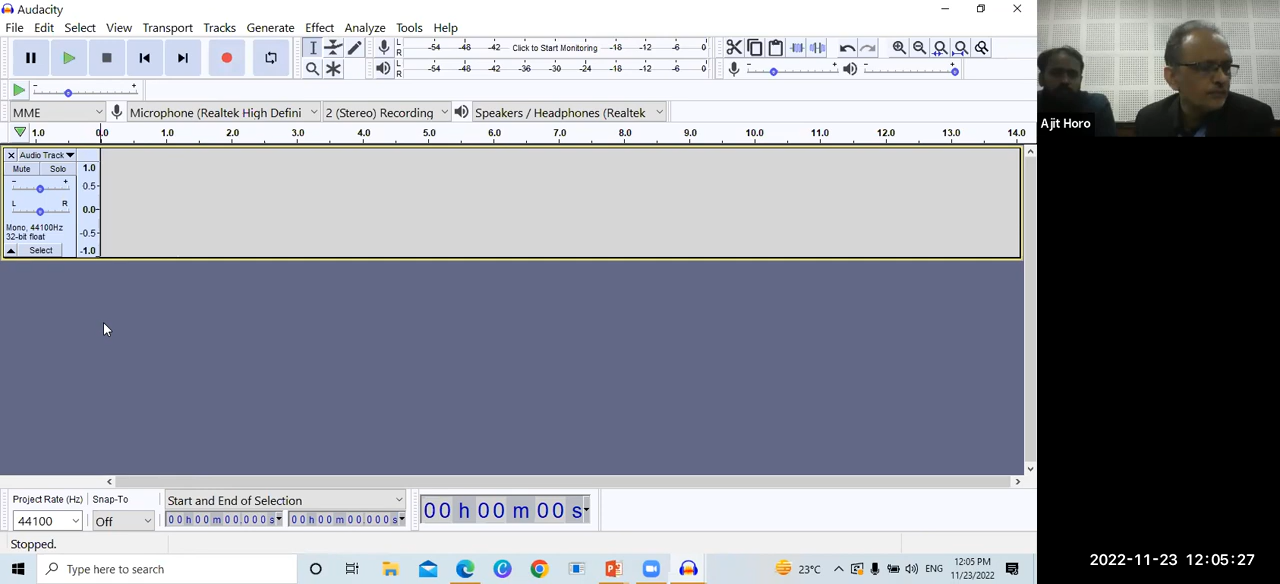 Audacity
File Edit Select View Transport Tracks Generate Effect Analyze Tools Help
L R -54 -48 -42 Click to Start Monitoring -18 -12 -6 0
L R -54 -48 -42 -36 -30 -24 -18 -12 -6 0
- +
- +
- +
MME Microphone (Realtek High Defini 2 (Stereo) Recording Speakers / Headphones (Realtek
1.0 0.0 1.0 2.0 3.0 4.0 5.0 6.0 7.0 8.0 9.0 10.0 11.0 12.0 13.0 14.0
Audio Track
Mute Solo
- +
L R
Mono, 44100Hz
32-bit float
Select
1.0
0.5
0.0
-0.5
-1.0
Ajit Horo
Project Rate (Hz) Snap-To Start and End of Selection
44100 Off 00 h 00 m 00.000 s 00 h 00 m 00.000 s
00 h 00 m 00 s
Stopped.
Type here to search
23°C ENG
12:05 PM
11/23/2022
2022-11-23 12:05:27